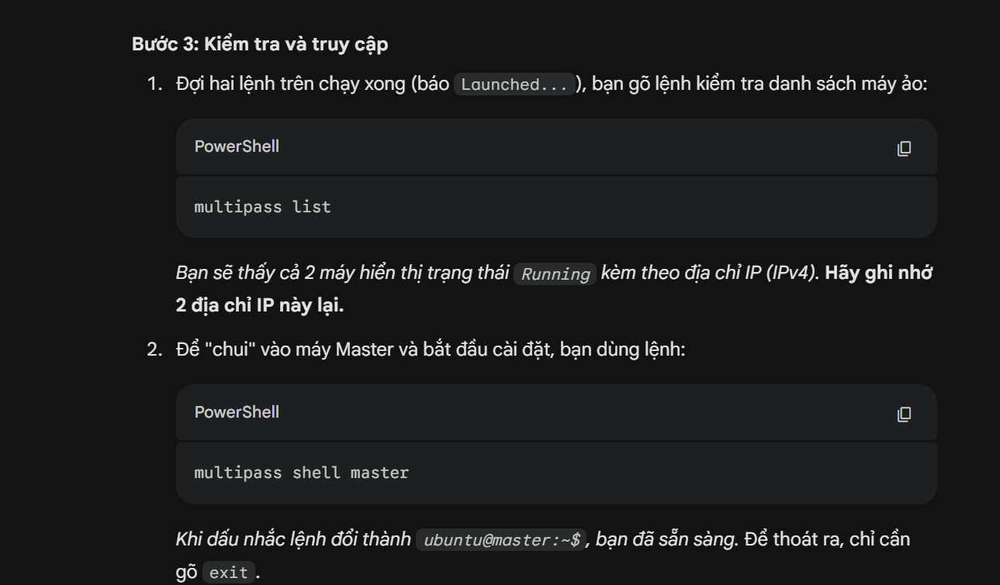 Bước 3: Kiểm tra và truy cập
1. Đợi hai lệnh trên chạy xong (báo Launched... ), bạn gõ lệnh kiểm tra danh sách máy ảo:
PowerShell
multipass list
Bạn sẽ thấy cả 2 máy hiển thị trạng thái Running kèm theo địa chỉ IP (IPv4). Hãy ghi nhớ
2 địa chỉ IP này lại.
2. Để "chui" vào máy Master và bắt đầu cài đặt, bạn dùng lệnh:
PowerShell
multipass shell master
Khi dấu nhắc lệnh đổi thành ubuntu@master:~$ , bạn đã sẵn sàng. Để thoát ra, chỉ cần
gõ exit .